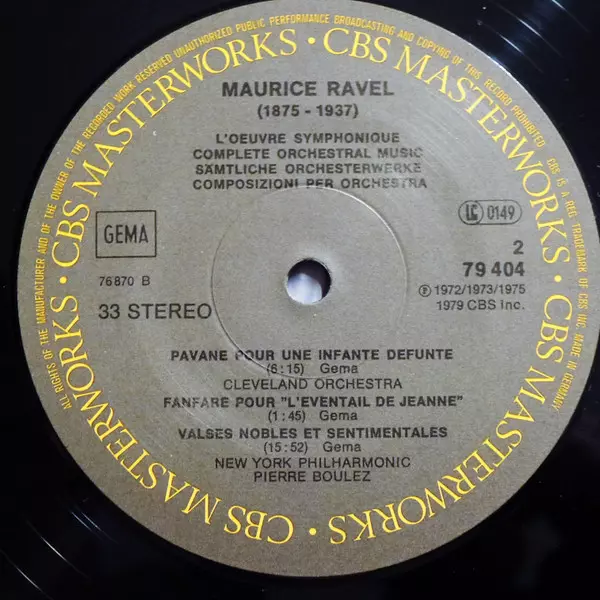 ALL RIGHTS OF THE MANUFACTURER AND OF THE OWNER OF THE RECORDED WORK RESERVED UNAUTHORIZED PUBLIC PERFORMANCE BROADCASTING AND COPYING OF THIS RECORD PROHIBITED. CBS IS A REG. TRADEMARK OF CBS INC. MADE IN GERMANY
CBS MASTERWORKS · CBS MASTERWORKS · CBS MASTERWORKS · CBS MASTERWORKS · CBS MASTERWORKS ·
MAURICE RAVEL
(1875 - 1937)
L'OEUVRE SYMPHONIQUE
COMPLETE ORCHESTRAL MUSIC
SÄMTLICHE ORCHESTERWERKE
COMPOSIZIONI PER ORCHESTRA
GEMA
LC 0149
76870 B
2
79 404
33 STEREO
℗ 1972/1973/1975
1979 CBS Inc.
PAVANE POUR UNE INFANTE DEFUNTE
(6:15) Gema
CLEVELAND ORCHESTRA
FANFARE POUR "L'EVENTAIL DE JEANNE"
(1:45) Gema
VALSES NOBLES ET SENTIMENTALES
(15:52) Gema
NEW YORK PHILHARMONIC
PIERRE BOULEZ